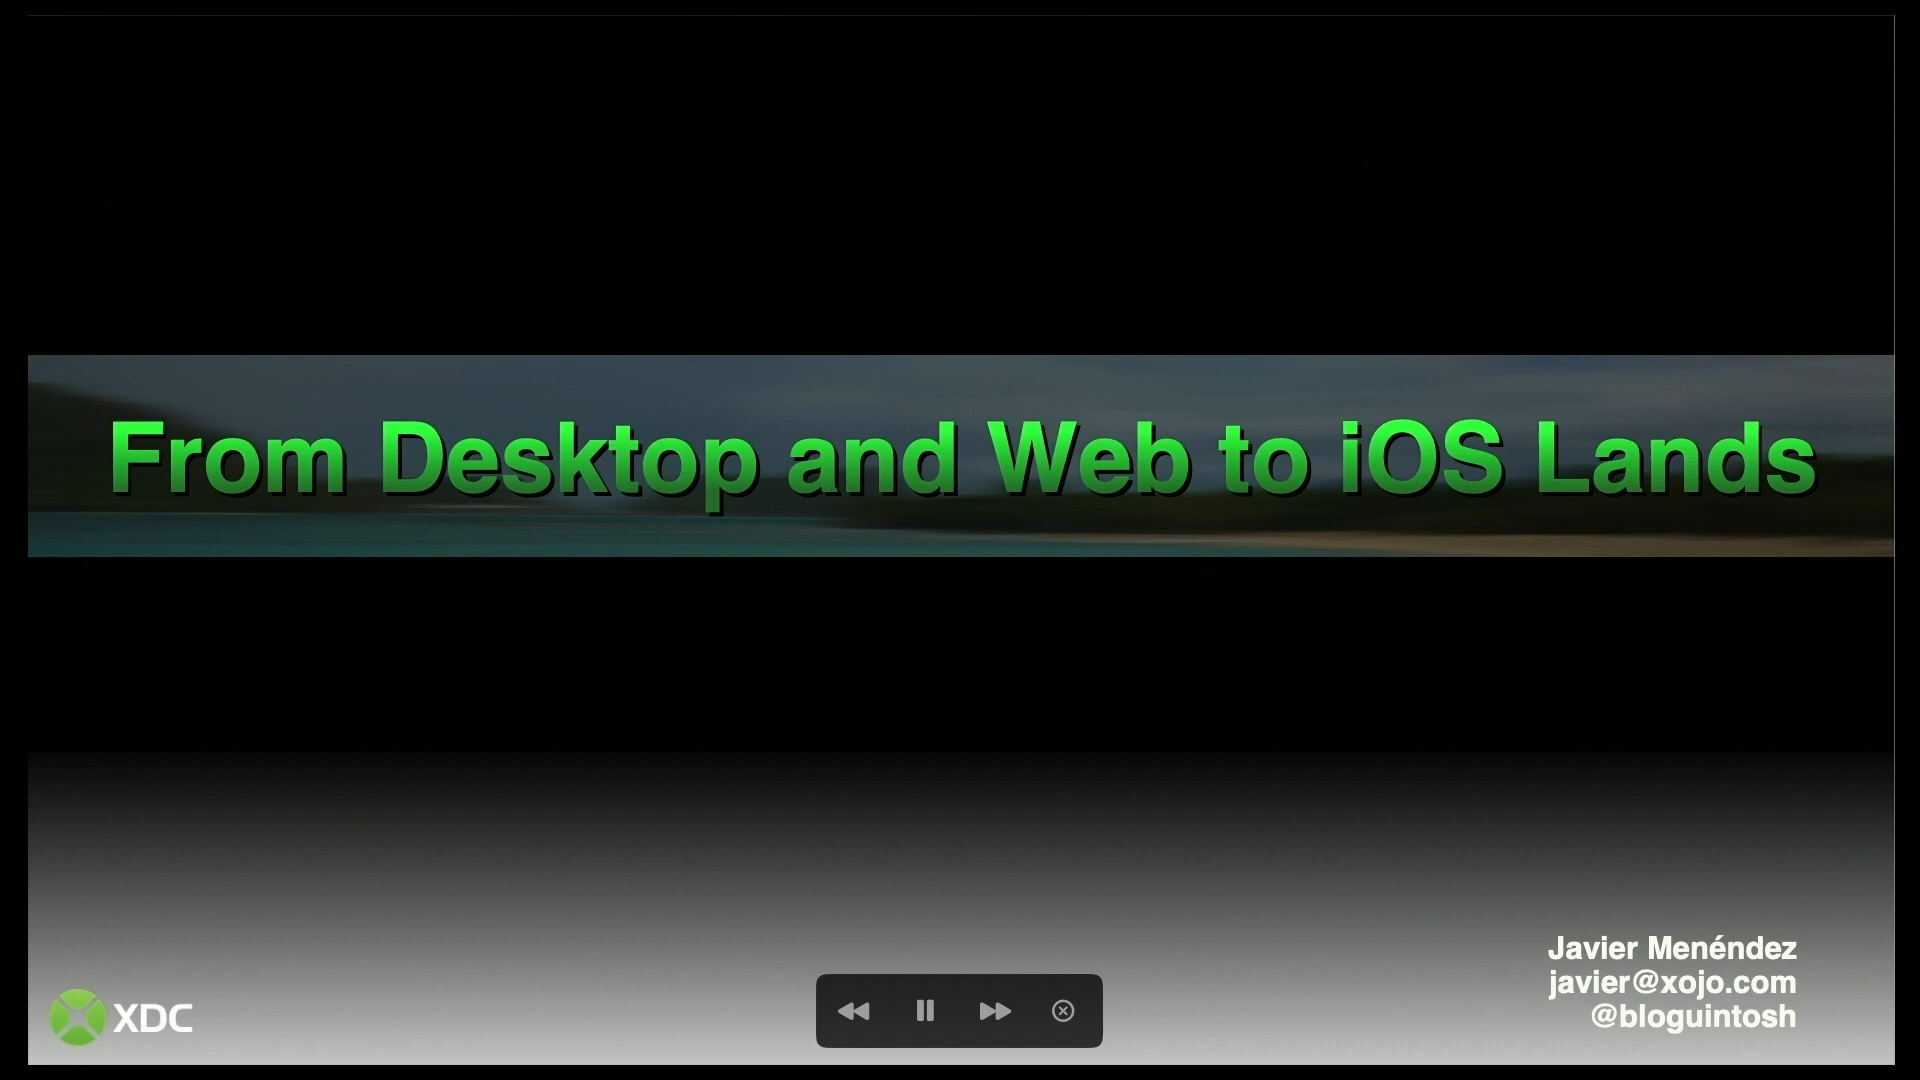 From Desktop and Web to iOS Lands
Javier Menéndez
javier@xojo.com
@bloguintosh
XDC